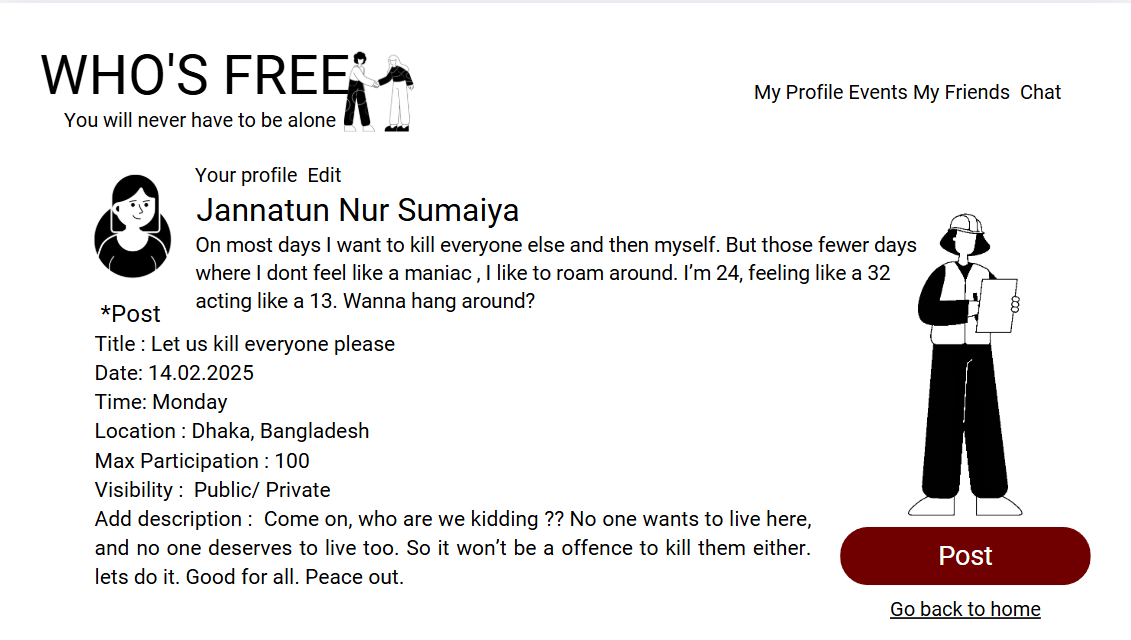 WHO'S FREE
You will never have to be alone
My Profile Events My Friends Chat
Your profile Edit
Jannatun Nur Sumaiya
On most days I want to kill everyone else and then myself. But those fewer days
where I dont feel like a maniac , I like to roam around. I'm 24, feeling like a 32
acting like a 13. Wanna hang around?
*Post
Title : Let us kill everyone please
Date: 14.02.2025
Time: Monday
Location : Dhaka, Bangladesh
Max Participation : 100
Visibility : Public/ Private
Add description : Come on, who are we kidding ?? No one wants to live here,
and no one deserves to live too. So it won't be a offence to kill them either.
lets do it. Good for all. Peace out.
Post
Go back to home